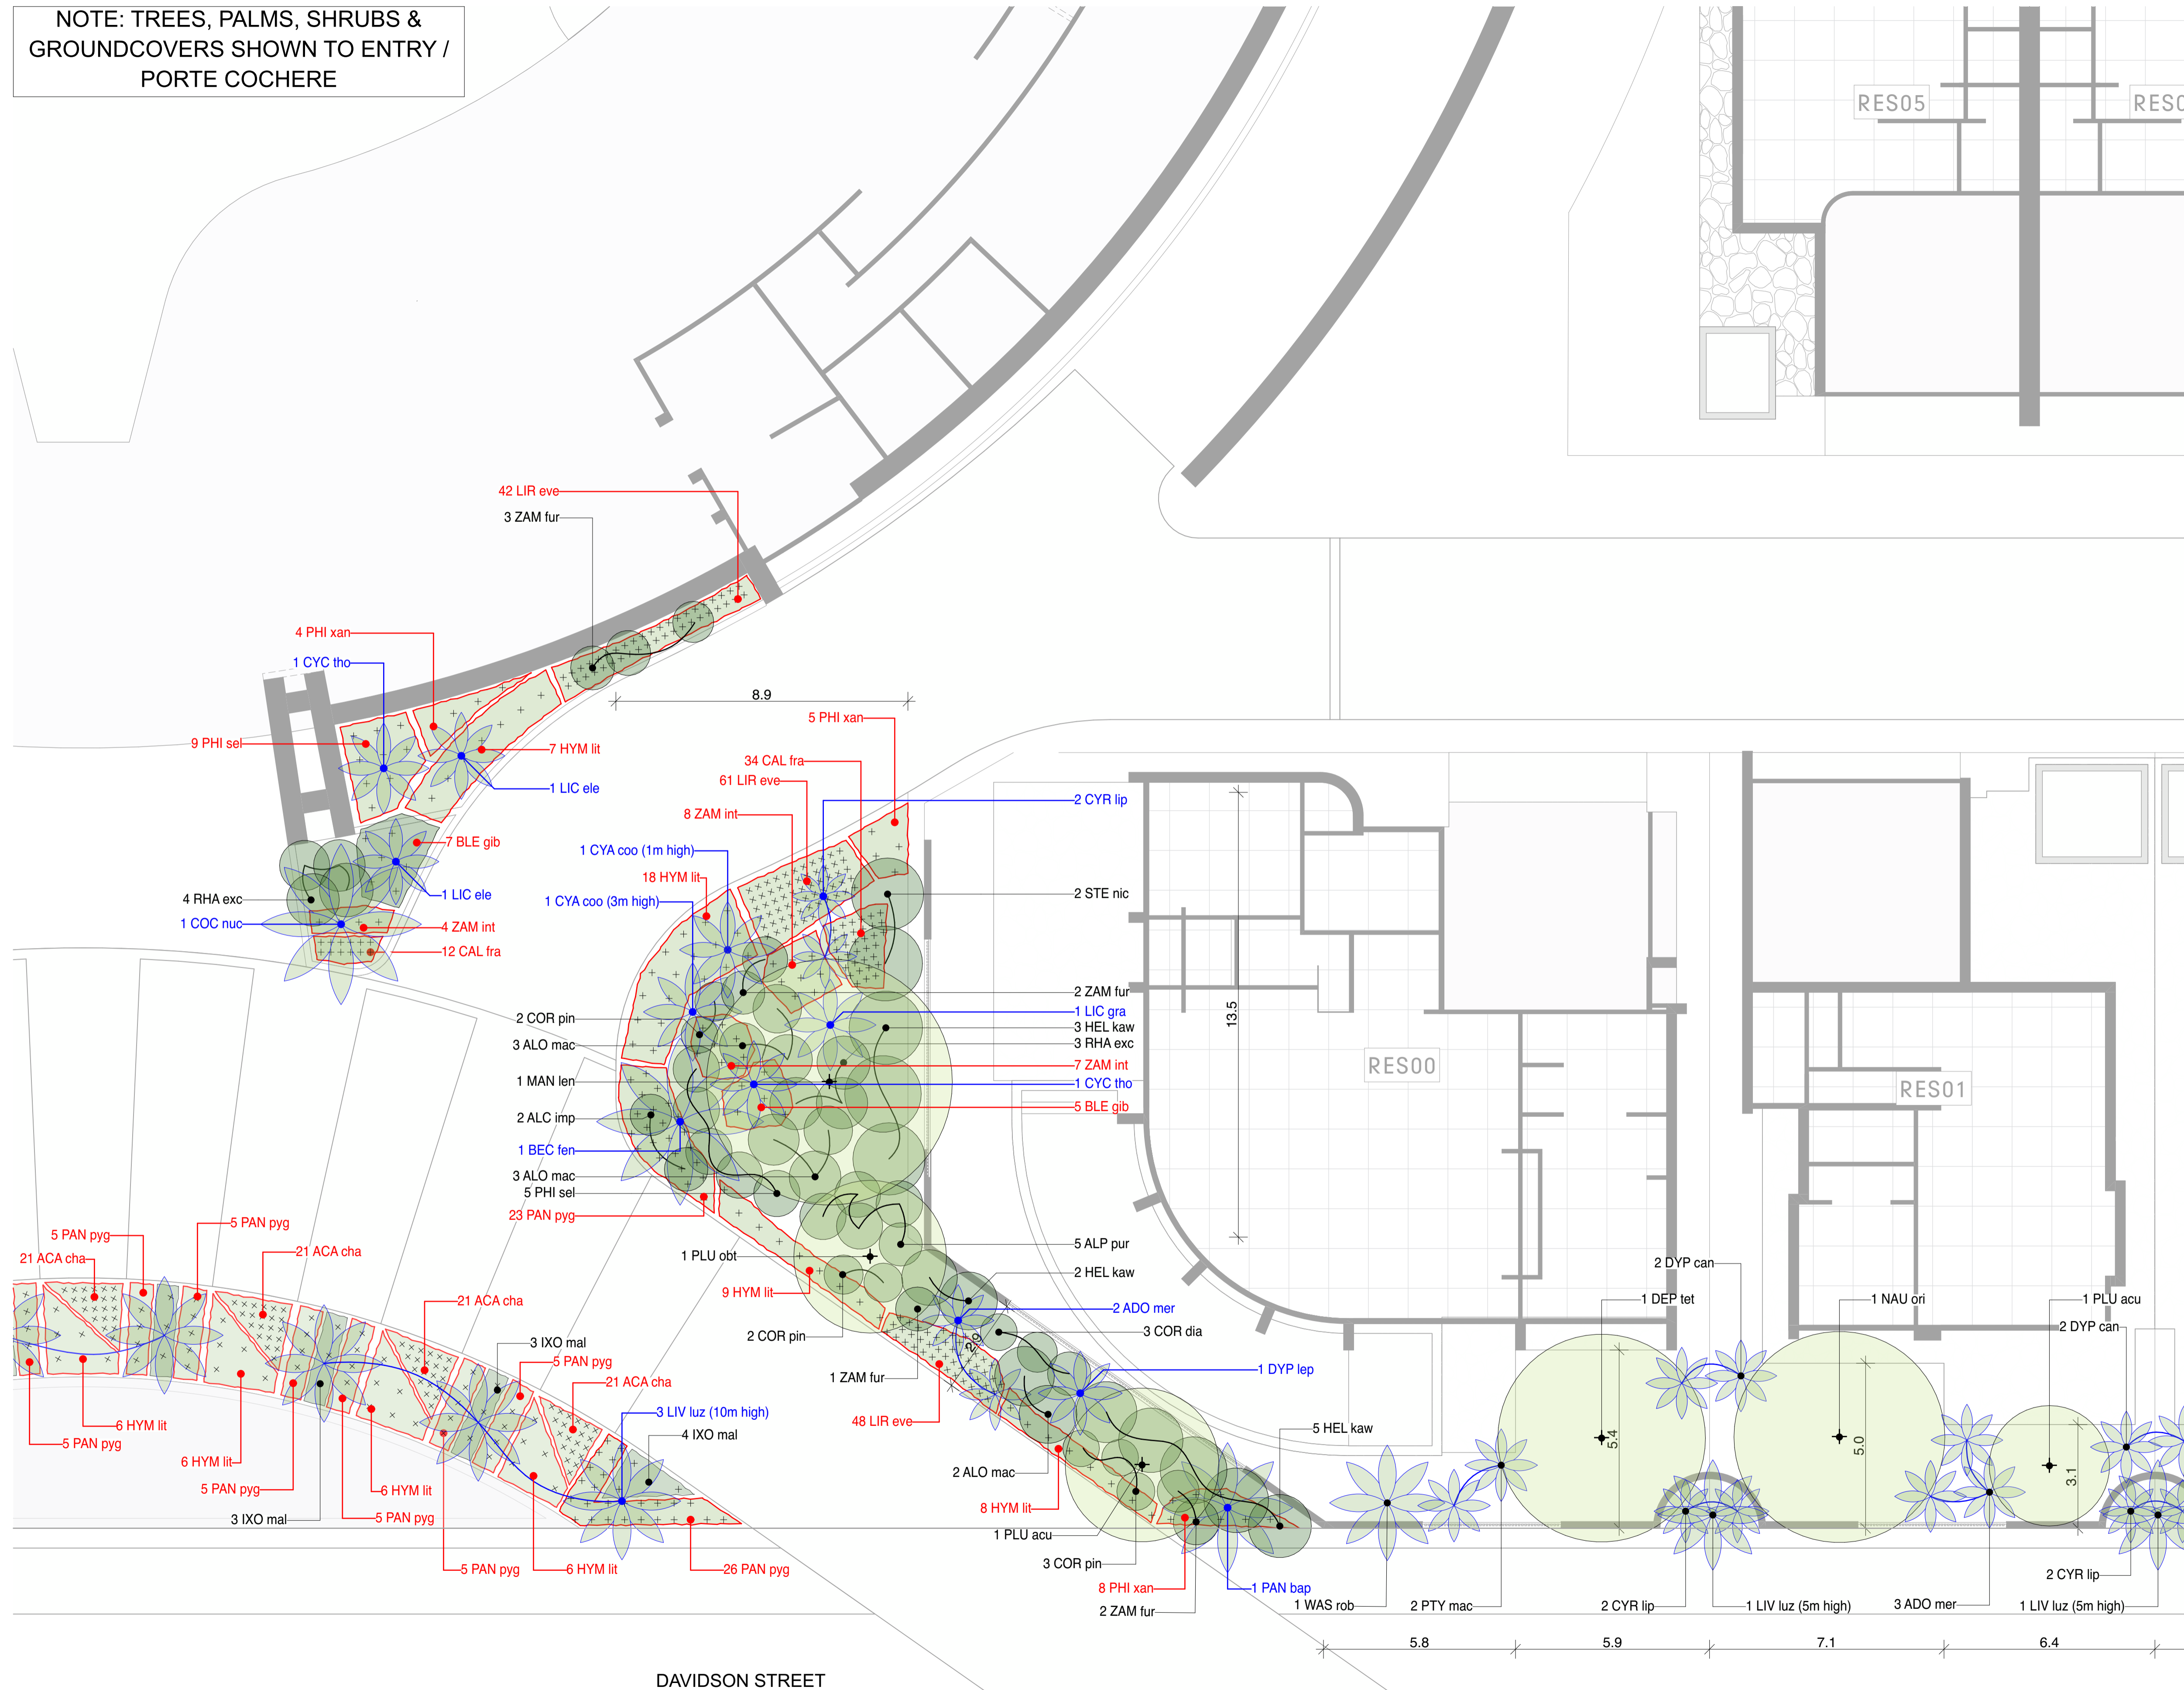 NOTE: TREES, PALMS, SHRUBS &
GROUNDCOVERS SHOWN TO ENTRY /
PORTE COCHERE
RES05
42 LIR eve
3 ZAM fur
4 PHI xan
1 CYC tho
9 PHI sel
7 HYM lit
1 LIC ele
8.9
5 PHI xan
34 CAL fra
61 LIR eve
2 CYR lip
8 ZAM int
7 BLE gib
1 CYA coo (1m high)
18 HYM lit
1 LIC ele
2 STE nic
4 RHA exc
1 CYA coo (3m high)
1 COC nuc
4 ZAM int
12 CAL fra
2 ZAM fur
13.5
2 COR pin
1 LIC gra
3 HEL kaw
3 ALO mac
3 RHA exc
7 ZAM int
RES00
1 MAN len
1 CYC tho
RES01
5 BLE gib
2 ALC imp
1 BEC fen
3 ALO mac
5 PHI sel
23 PAN pyg
5 PAN pyg
5 PAN pyg
21 ACA cha
21 ACA cha
1 PLU obt
5 ALP pur
2 HEL kaw
2 DYP can
9 HYM lit
21 ACA cha
2 ADO mer
1 DEP tet
1 NAU ori
1 PLU acu
3 IXO mal
2 COR pin
3 COR dia
2.9
2 DYP can
5 PAN pyg
1 ZAM fur
1 DYP lep
21 ACA cha
3 LIV luz (10m high)
48 LIR eve
6 HYM lit
5 HEL kaw
5 PAN pyg
4 IXO mal
5.4
5.0
3.1
6 HYM lit
2 ALO mac
5 PAN pyg
6 HYM lit
8 HYM lit
3 IXO mal
5 PAN pyg
1 PLU acu
5 PAN pyg
6 HYM lit
26 PAN pyg
3 COR pin
8 PHI xan
1 PAN bap
2 CYR lip
2 ZAM fur
1 WAS rob
2 PTY mac
2 CYR lip
1 LIV luz (5m high)
3 ADO mer
1 LIV luz (5m high)
5.8
5.9
7.1
6.4
DAVIDSON STREET